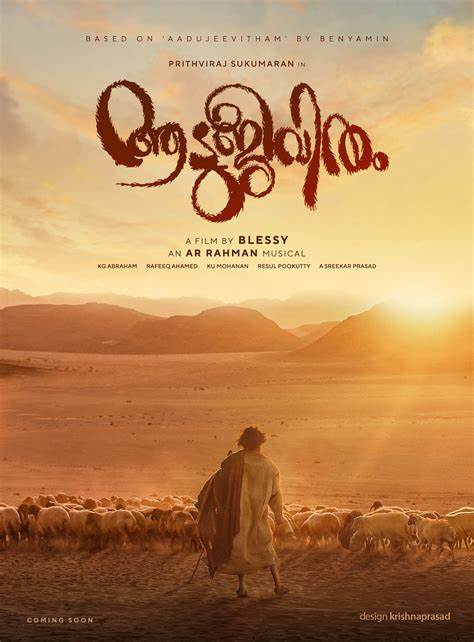 BASED ON 'AADUJEEVITHAM' BY BENYAMIN
PRITHVIRAJ SUKUMARAN IN
ആടുജീവിതം
A FILM BY BLESSY
AN AR RAHMAN MUSICAL
KG ABRAHAM RAFEEQ AHAMED KU MOHANAN RESUL POOKUTTY A SREEKAR PRASAD
COMING SOON
design krishnaprasad